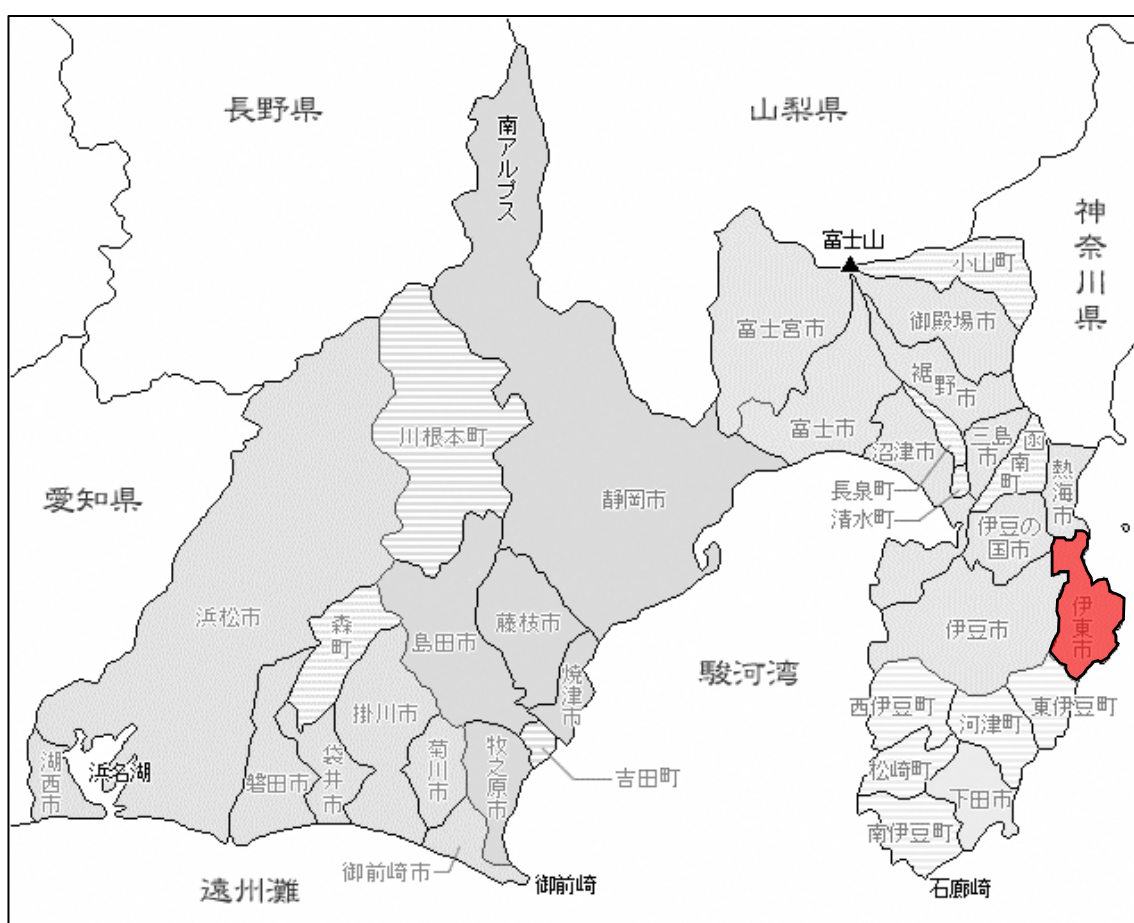 長野県
山梨県
神奈川県
南アルプス
富士山
小山町
富士宮市
御殿場市
裾野市
川根本町
富士市
沼津市
三島市
函南町
熱海市
愛知県
静岡市
長泉町
清水町
伊豆の国市
浜松市
森町
島田市
藤枝市
伊豆市
伊東市
駿河湾
焼津市
掛川市
西伊豆町
河津町
東伊豆町
湖西市
浜名湖
磐田市
袋井市
菊川市
牧之原市
吉田町
松崎町
下田市
南伊豆町
御前崎市
御前崎
石廊崎
遠州灘